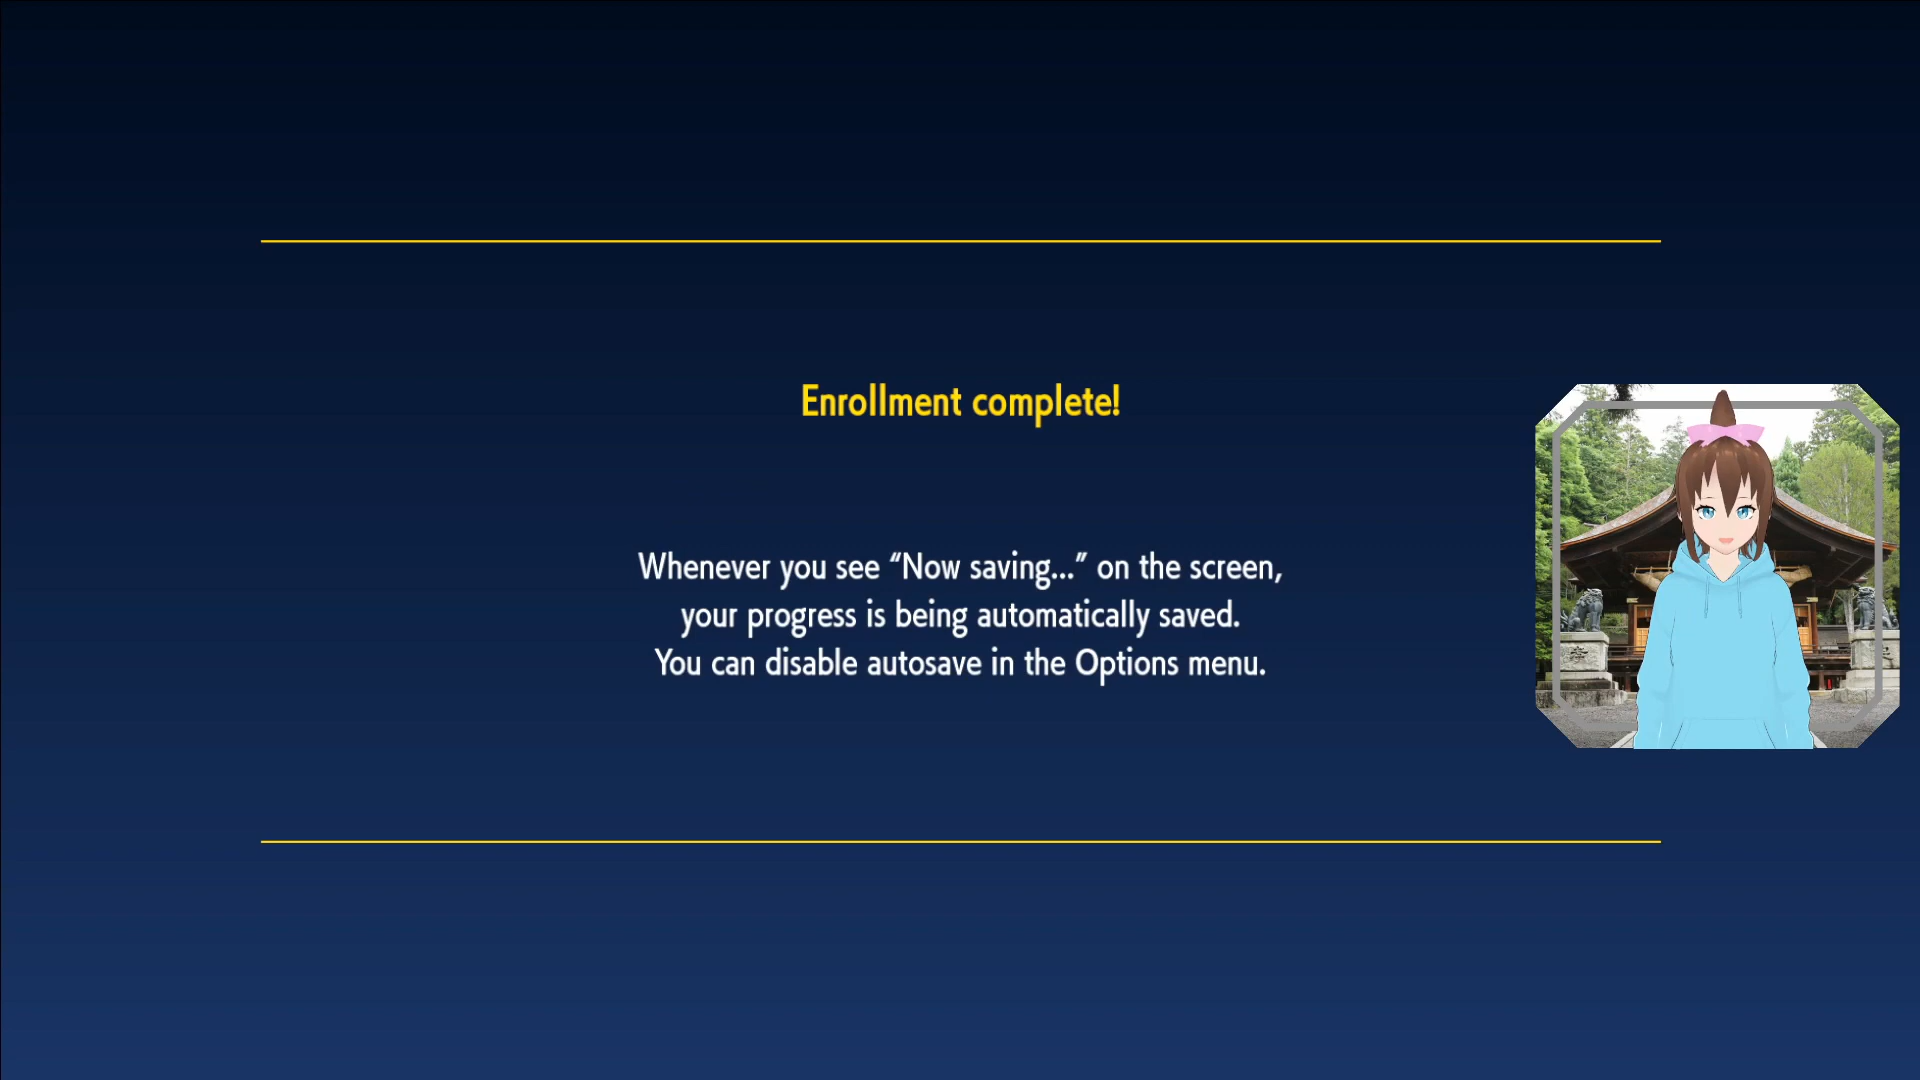 Enrollment complete!
Whenever you see “Now saving...” on the screen,
your progress is being automatically saved.
You can disable autosave in the Options menu.